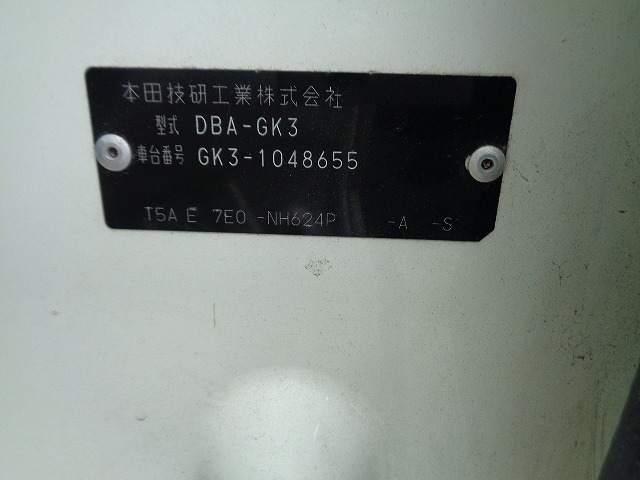 本田技研工業株式会社
型式 DBA-GK3
車台番号 GK3-1048655
T5A E 7E0 -NH624P -A -S